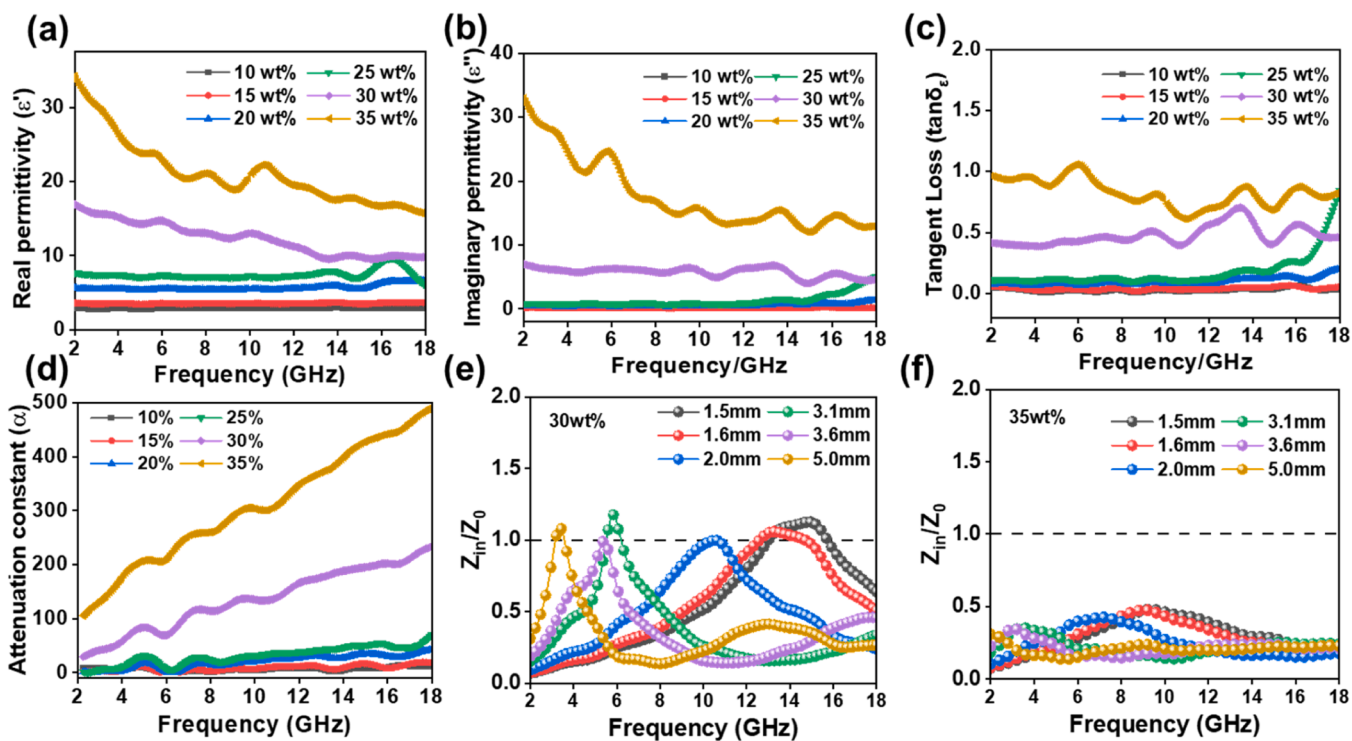 (a)
Real permittivity (ε')
10 wt%
15 wt%
20 wt%
25 wt%
30 wt%
35 wt%
0
10
20
30
2
4
6
8
10
12
14
16
18
Frequency (GHz)
(b)
Imaginary permittivity (ε")
10 wt%
15 wt%
20 wt%
25 wt%
30 wt%
35 wt%
0
10
20
30
40
2
4
6
8
10
12
14
16
18
Frequency/GHz
(c)
Tangent Loss (tanδε)
10 wt%
15 wt%
20 wt%
25 wt%
30 wt%
35 wt%
0.0
0.5
1.0
1.5
2.0
2
4
6
8
10
12
14
16
18
Frequency/GHz
(d)
Attenuation constant (α)
10%
15%
20%
25%
30%
35%
0
100
200
300
400
500
2
4
6
8
10
12
14
16
18
Frequency (GHz)
(e)
Zin/Z0
30wt%
1.5mm
1.6mm
2.0mm
3.1mm
3.6mm
5.0mm
0.0
0.5
1.0
1.5
2.0
2
4
6
8
10
12
14
16
18
Frequency (GHz)
(f)
Zin/Z0
35wt%
1.5mm
1.6mm
2.0mm
3.1mm
3.6mm
5.0mm
0.0
0.5
1.0
1.5
2.0
2
4
6
8
10
12
14
16
18
Frequency (GHz)